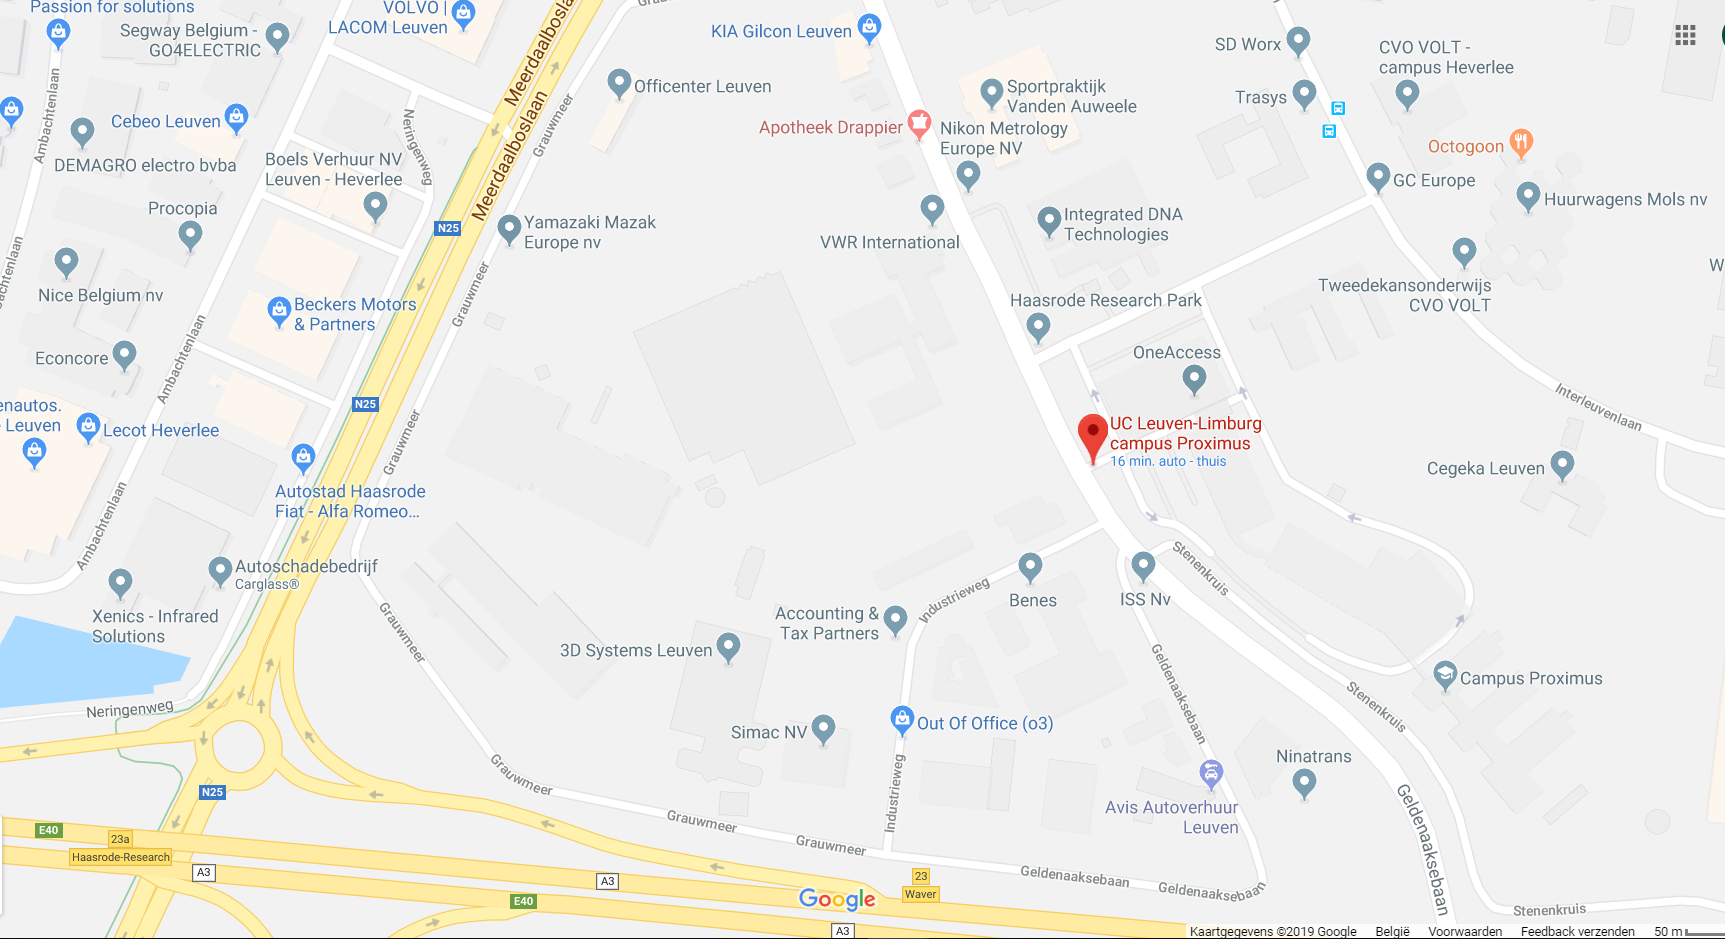 Passion for solutions
Segway Belgium -
GO4ELECTRIC
VOLVO |
LACOM Leuven
KIA Gilcon Leuven
SD Worx
CVO VOLT -
campus Heverlee
Meerdaalboslaan
Officenter Leuven
Sportpraktijk
Vanden Auweele
Trasys
Ambachtenlaan
Cebeo Leuven
DEMAGRO electro bvba
Neringenweg
Meerdaalboslaan
Grauwmeer
Apotheek Drappier
Nikon Metrology
Europe NV
Octogoon
Boels Verhuur NV
Leuven - Heverlee
GC Europe
Huurwagens Mols nv
Procopia
N25
Yamazaki Mazak
Europe nv
VWR International
Integrated DNA
Technologies
Nice Belgium nv
Beckers Motors
& Partners
Grauwmeer
Haasrode Research Park
Tweedekansonderwijs
CVO VOLT
Econcore
Ambachtenlaan
OneAccess
N25
enautos.
Leuven
Lecot Heverlee
Grauwmeer
UC Leuven-Limburg
campus Proximus
16 min. auto - thuis
Interleuvenlaan
Cegeka Leuven
Autostad Haasrode
Fiat - Alfa Romeo...
Ambachtenlaan
Autoschadebedrijf
Carglass®
Xenics - Infrared
Solutions
Grauwmeer
Accounting &
Tax Partners
Industrieweg
Benes
ISS Nv
Stenenkruis
3D Systems Leuven
Geldenaaksebaan
Campus Proximus
Neringenweg
Simac NV
Out Of Office (o3)
Stenenkruis
N25
Grauwmeer
Industrieweg
Ninatrans
Avis Autoverhuur
Leuven
Geldenaaksebaan
E40
23a
Haasrode-Research
Grauwmeer
Grauwmeer
A3
A3
23
Waver
Geldenaaksebaan
Geldenaaksebaan
E40
Google
A3
Stenenkruis
Kaartgegevens ©2019 Google België Voorwaarden Feedback verzenden 50 m